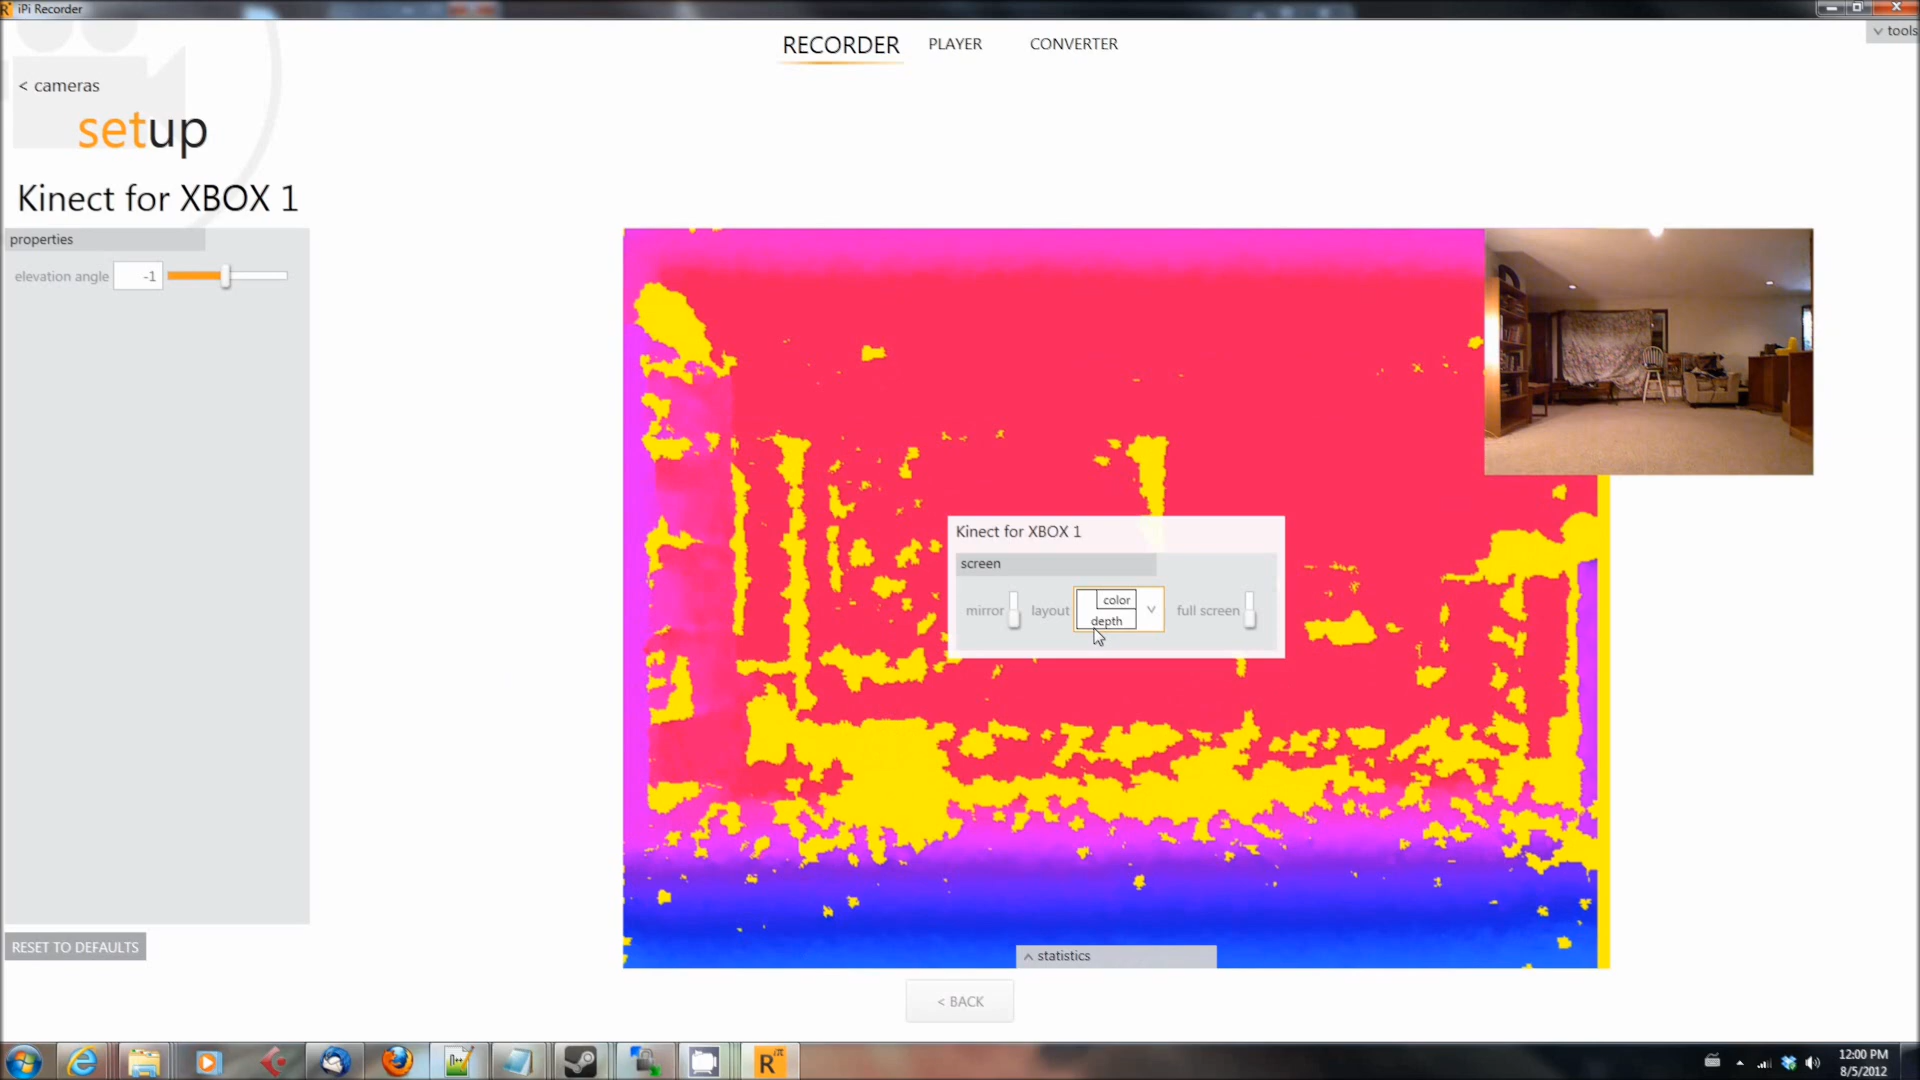 iPi Recorder
tools
RECORDER PLAYER CONVERTER
< cameras
setup
Kinect for XBOX 1
properties
elevation angle -1
Kinect for XBOX 1
screen
mirror layout color full screen
depth
statistics
RESET TO DEFAULTS
< BACK
12:00 PM
8/5/2012